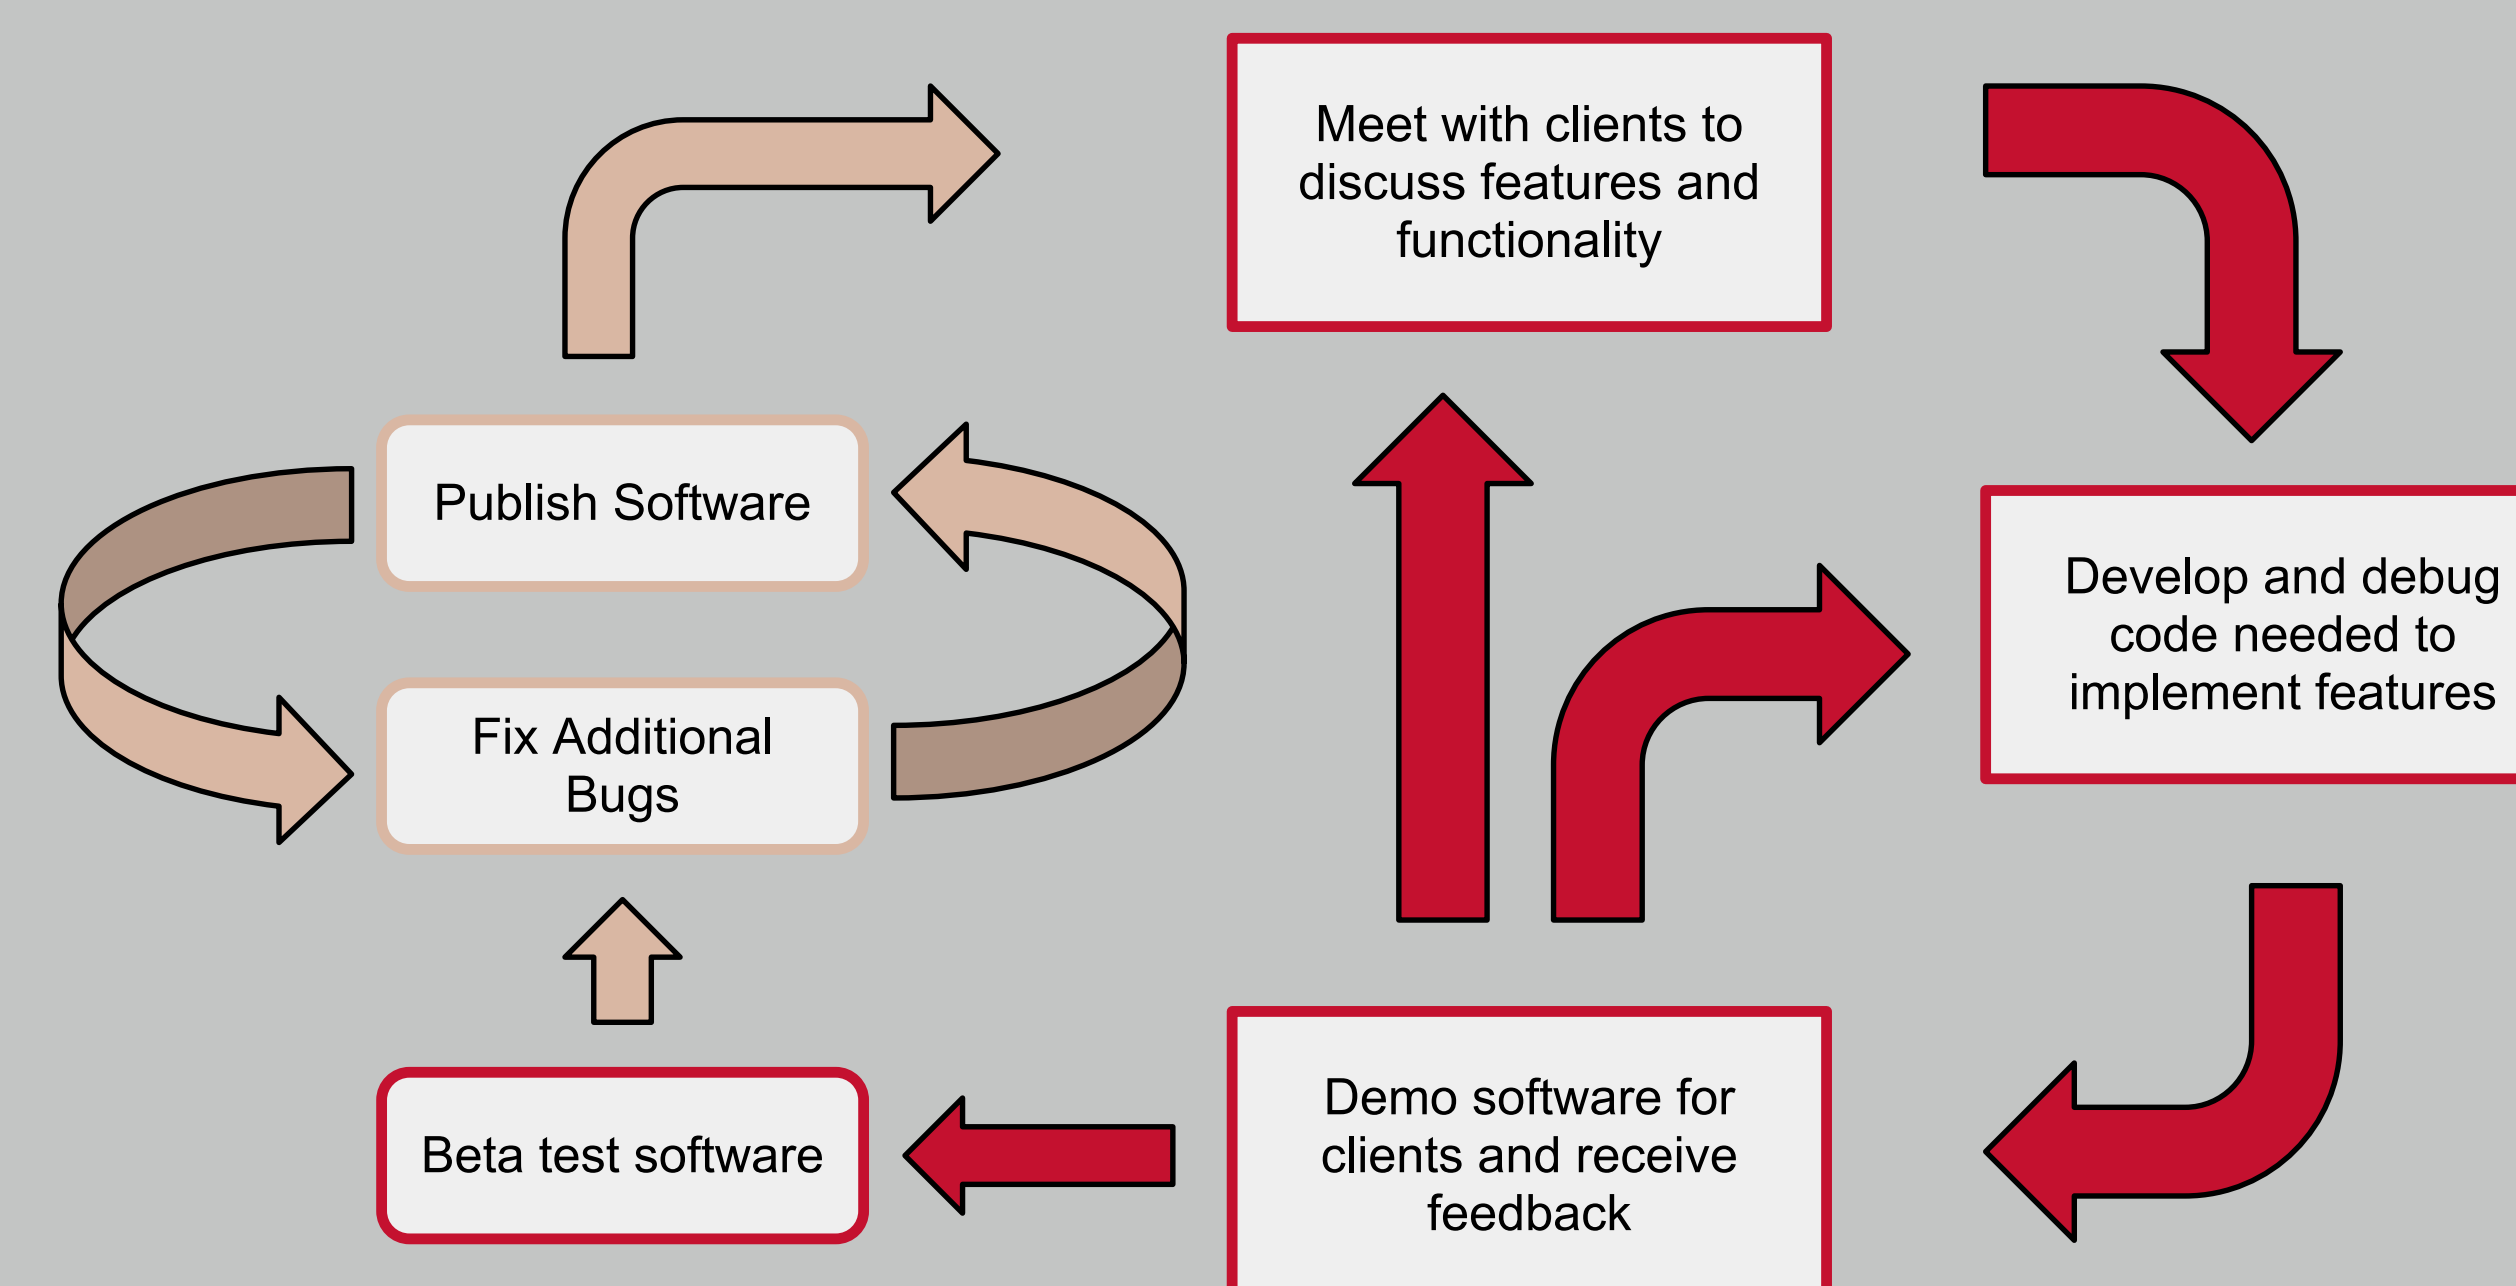 Meet with clients to
discuss features and
functionality
Publish Software
Develop and debug
code needed to
implement features
Fix Additional
Bugs
Demo software for
clients and receive
feedback
Beta test software